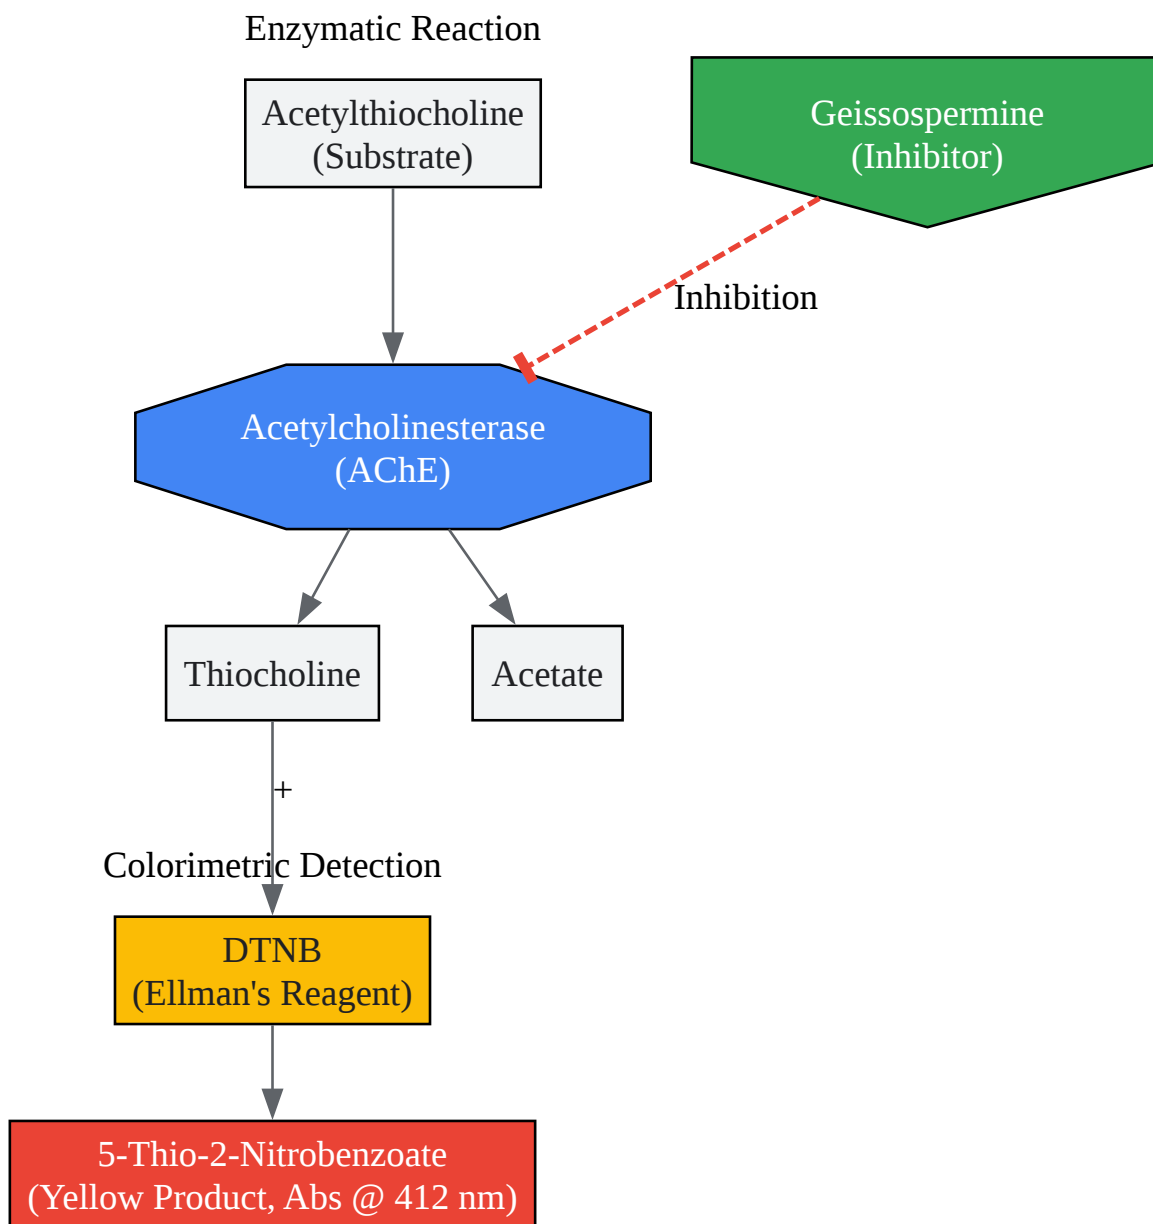 Enzymatic Reaction
Acetylthiocholine
(Substrate)
Geissospermine
(Inhibitor)
Inhibition
Acetylcholinesterase
(AChE)
Thiocholine
Acetate
+
Colorimetric Detection
DTNB
(Ellman's Reagent)
5-Thio-2-Nitrobenzoate
(Yellow Product, Abs @ 412 nm)